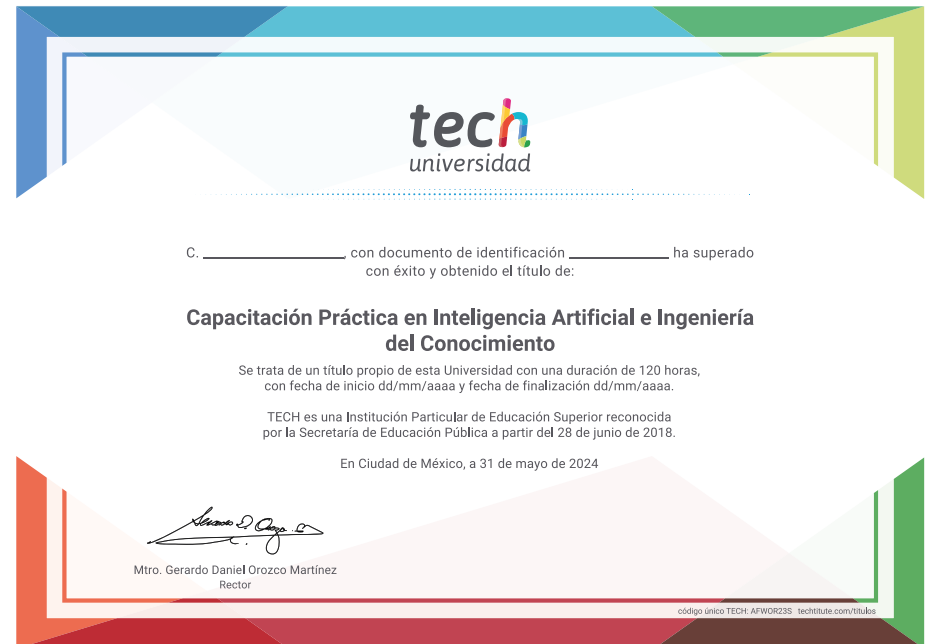 tech
universidad
C. ____________, con documento de identificación ____________ ha superado
con éxito y obtenido el título de:
Capacitación Práctica en Inteligencia Artificial e Ingeniería
del Conocimiento
Se trata de un título propio de esta Universidad con una duración de 120 horas,
con fecha de inicio dd/mm/aaaa y fecha de finalización dd/mm/aaaa.
TECH es una Institución Particular de Educación Superior reconocida
por la Secretaría de Educación Pública a partir del 28 de junio de 2018.
En Ciudad de México, a 31 de mayo de 2024
Mtro. Gerardo Daniel Orozco Martínez
Rector
código único TECH: AFWOR23S techtitute.com/titulos